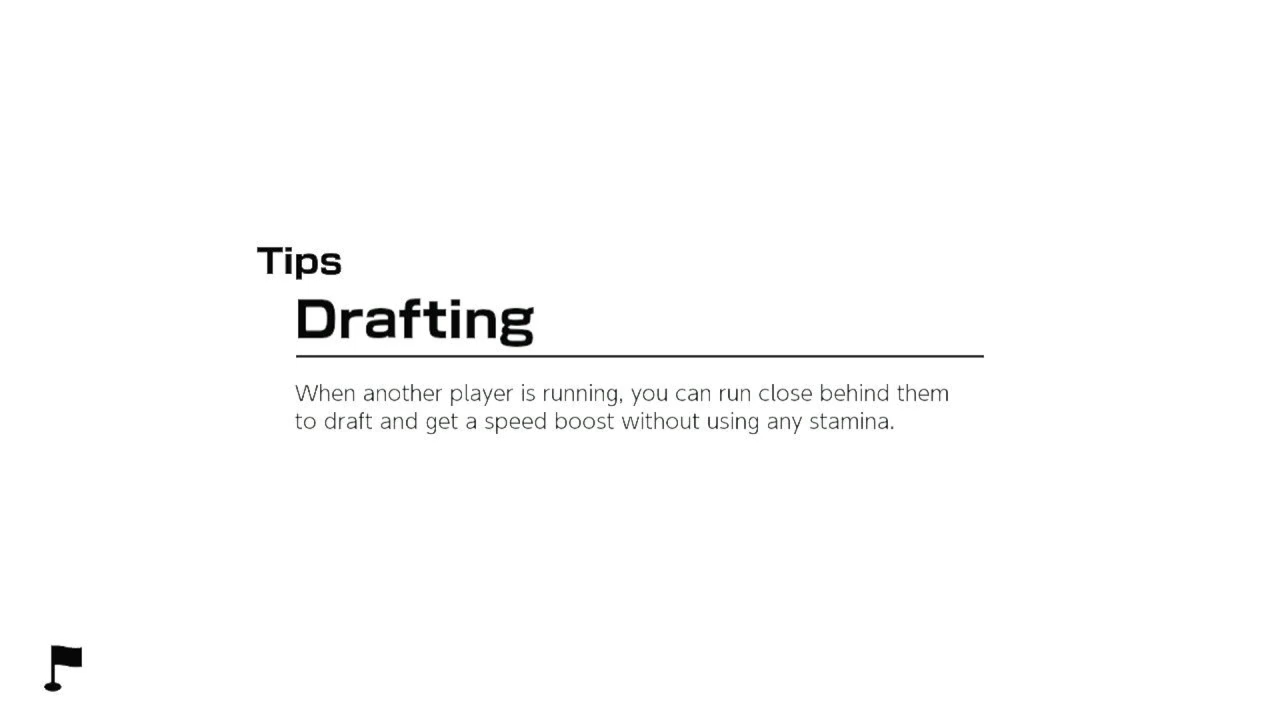 Tips
Drafting
When another player is running, you can run close behind them
to draft and get a speed boost without using any stamina.